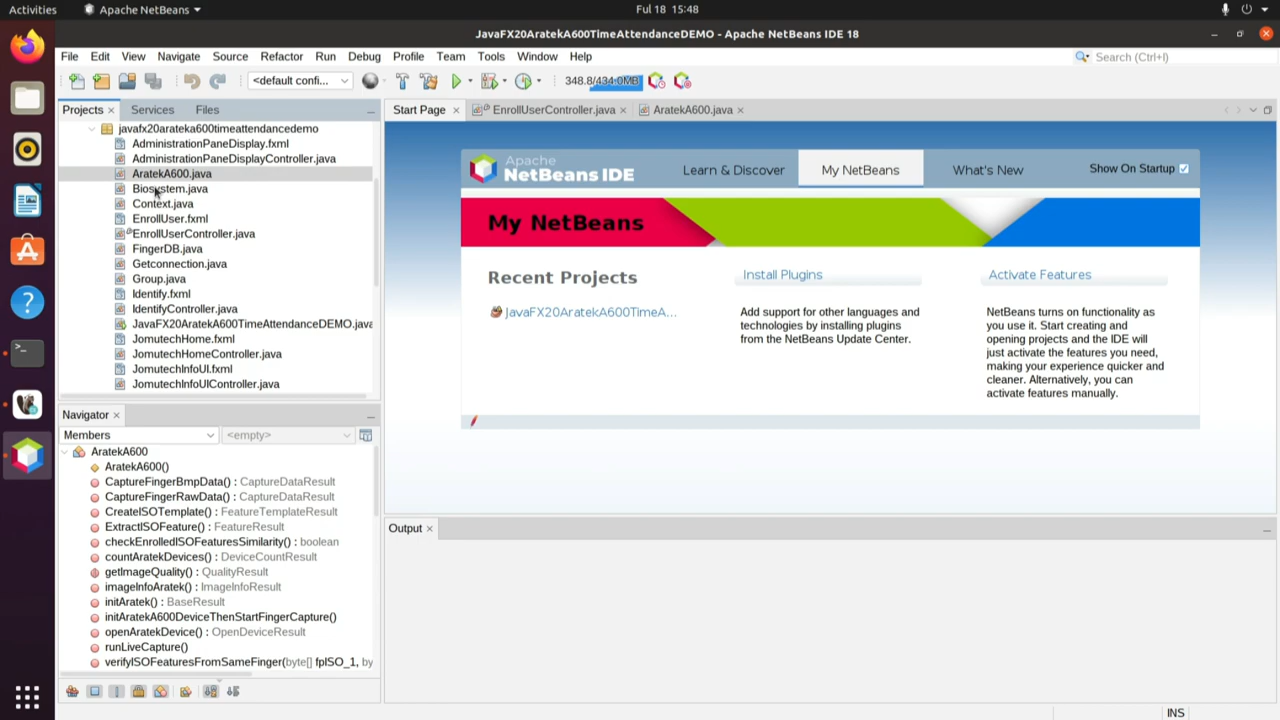 Activities
Apache NetBeans
Ful 18 15:48
JavaFX20AratekA600TimeAttendanceDEMO - Apache NetBeans IDE 18
File Edit View Navigate Source Refactor Run Debug Profile Team Tools Window Help
Search (Ctrl+I)
<default confi...
348.8/434.0MB
Projects
Services
Files
Start Page
EnrollUserController.java
AratekA600.java
javafx20arateka600timeattendancedemo
AdministrationPaneDisplay.fxml
AdministrationPaneDisplayController.java
AratekA600.java
Biosystem.java
Context.java
EnrollUser.fxml
EnrollUserController.java
FingerDB.java
Getconnection.java
Group.java
Identify.fxml
IdentifyController.java
JavaFX20AratekA600TimeAttendanceDEMO.java
JomutechHome.fxml
JomutechHomeController.java
JomutechInfoUI.fxml
JomutechInfoUIController.java
Apache
NetBeans IDE
Learn & Discover
My NetBeans
What's New
Show On Startup
My NetBeans
Recent Projects
JavaFX20AratekA600TimeA...
Install Plugins
Add support for other languages and
technologies by installing plugins
from the NetBeans Update Center.
Activate Features
NetBeans turns on functionality as
you use it. Start creating and
opening projects and the IDE will
just activate the features you need,
making your experience quicker and
cleaner. Alternatively, you can
activate features manually.
Navigator
Members
<empty>
AratekA600
AratekA600()
CaptureFingerBmpData() : CaptureDataResult
CaptureFingerRawData() : CaptureDataResult
CreateISOTemplate() : FeatureTemplateResult
ExtractISOFeature() : FeatureResult
checkEnrolledISOFeaturesSimilarity() : boolean
countAratekDevices() : DeviceCountResult
getImageQuality() : QualityResult
imageInfoAratek() : ImageInfoResult
initAratek() : BaseResult
initAratekA600DeviceThenStartFingerCapture()
openAratekDevice() : OpenDeviceResult
runLiveCapture()
verifyISOFeaturesFromSameFinger(byte[] fpISO_1, by
Output
INS